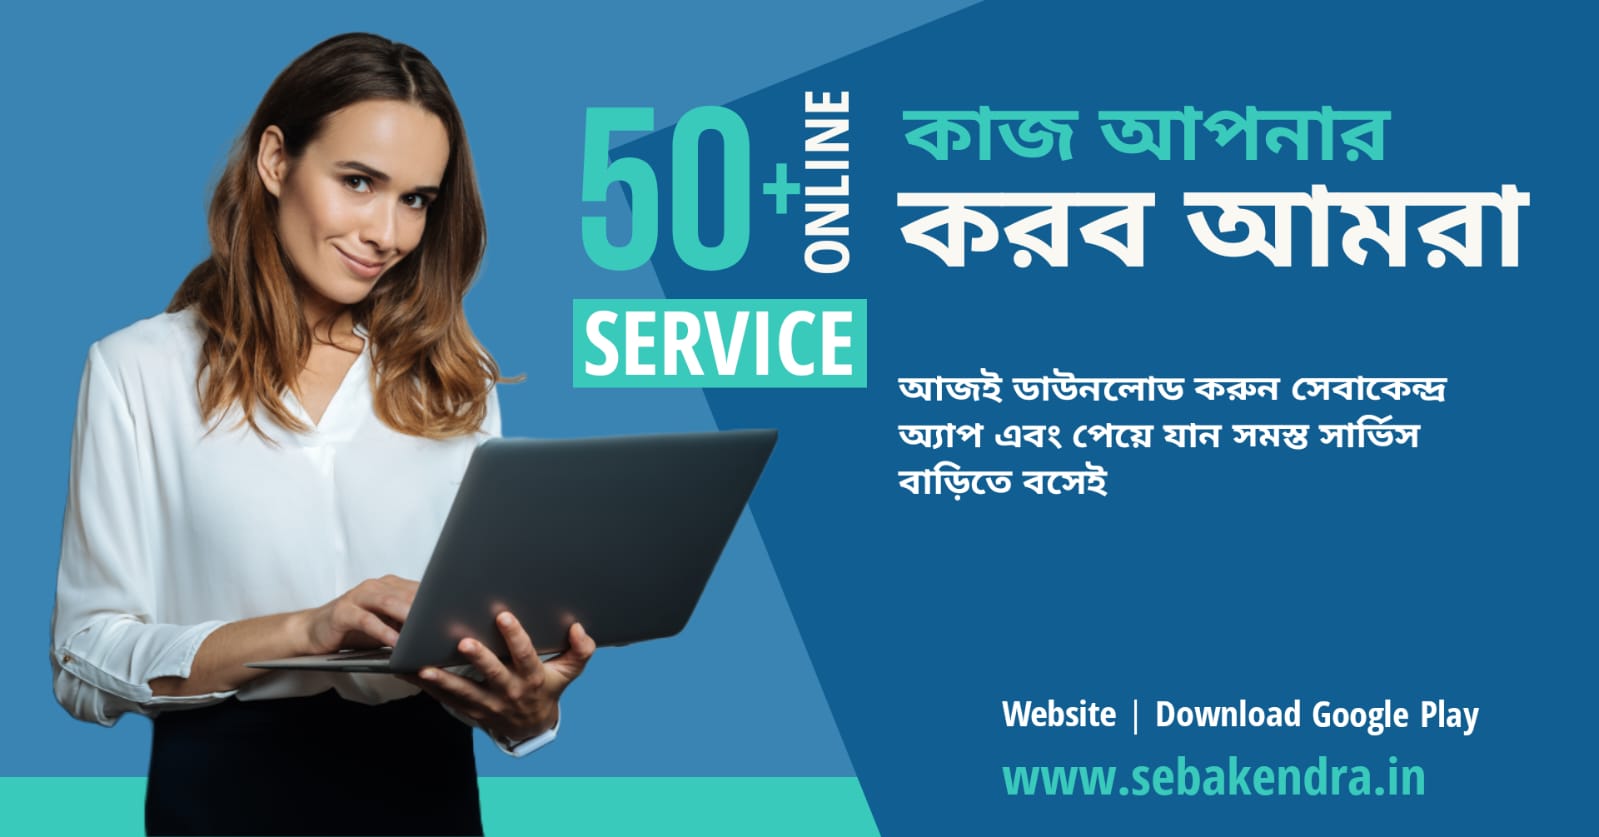 50+
ONLINE
SERVICE
কাজ আপনার
করব আমরা
আজই ডাউনলোড করুন সেবাকেন্দ্র
অ্যাপ এবং পেয়ে যান সমস্ত সার্ভিস
বাড়িতে বসেই
Website | Download Google Play
www.sebakendra.in